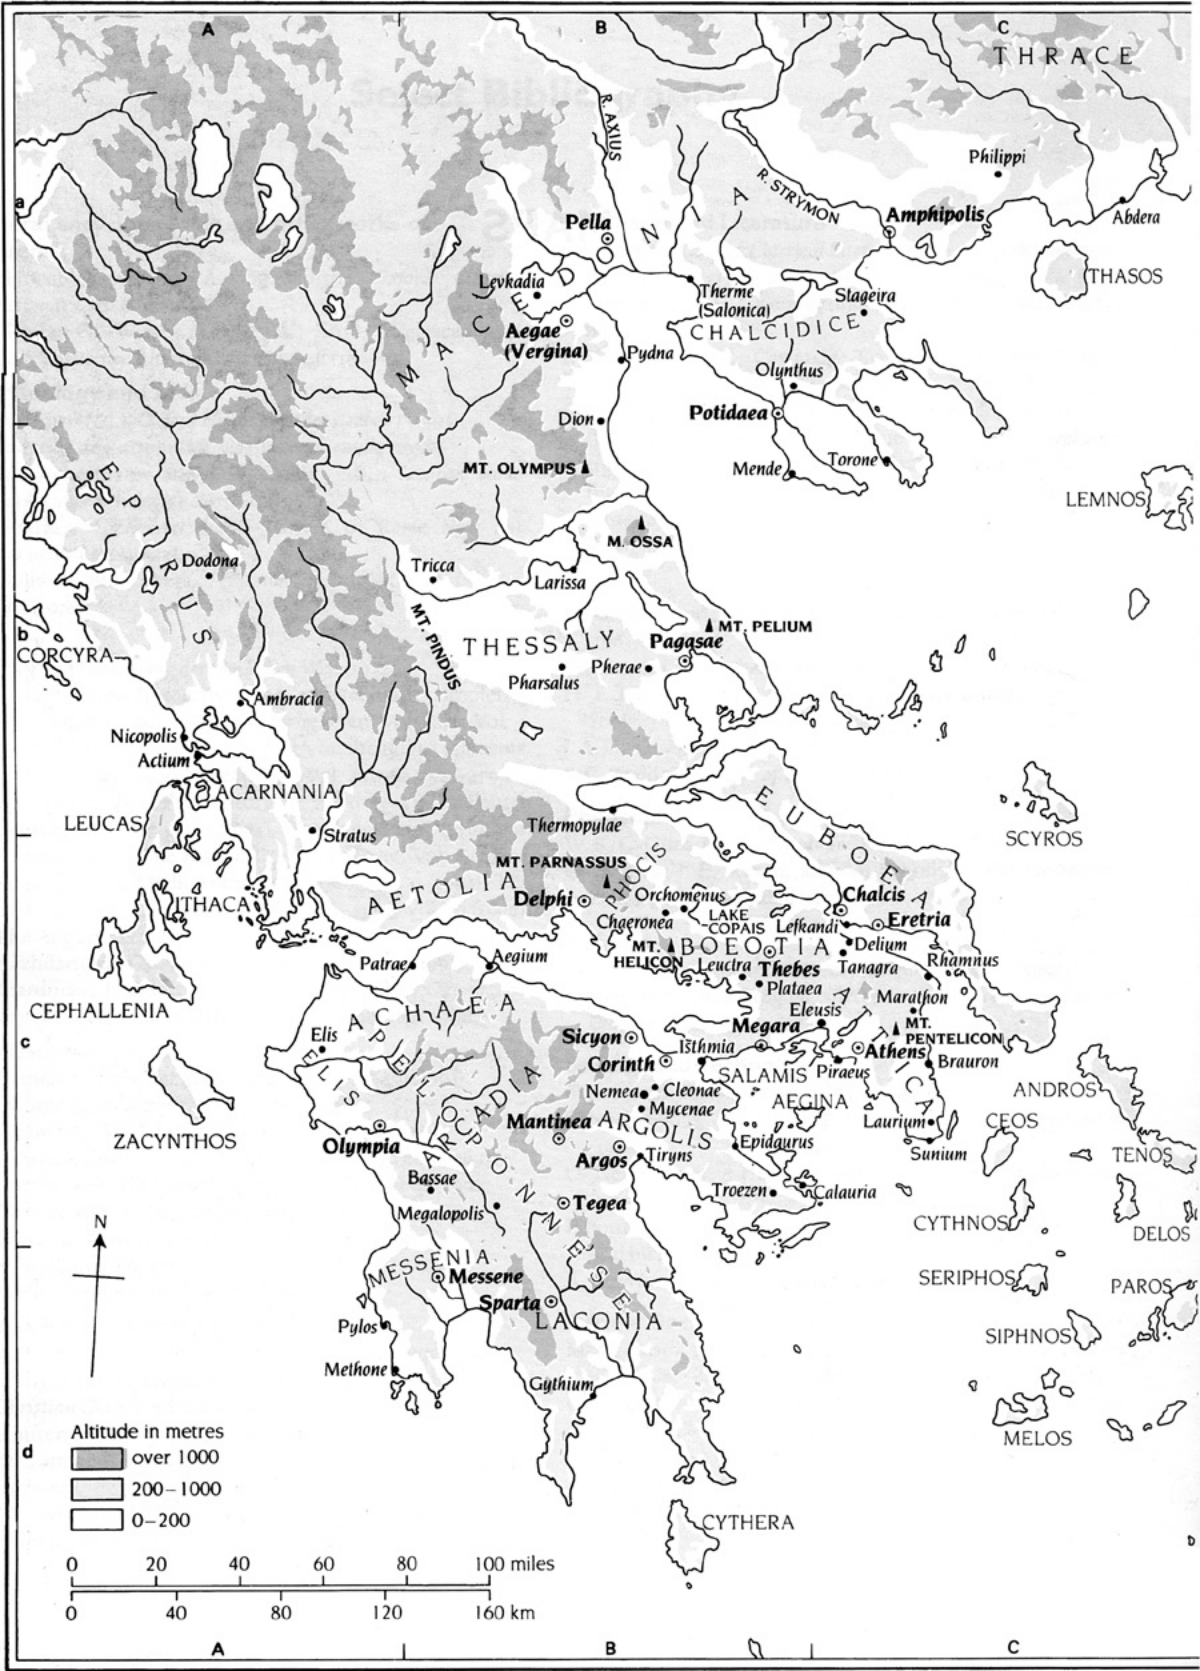 A
B
C
THRACE
R. AXIUS
Philippi
R. STRYMON
a
Amphipolis
Abdera
Pella
MACEDONIA
THASOS
Levkadia
Therme
(Salonica)
Stageira
CHALCIDICE
Aegae
(Vergina)
Pydna
Olynthus
Potidaea
Dion
MT. OLYMPUS
Mende
Torone
LEMNOS
EPIRUS
M. OSSA
Dodona
Tricca
Larissa
b
MT. PINDUS
MT. PELIUM
THESSALY
Pagasae
CORCYRA
Pherae
Pharsalus
Ambracia
Nicopolis
Actium
ACARNANIA
EUBOEA
LEUCAS
Thermopylae
SCYROS
Stratus
MT. PARNASSUS
PHOCIS
AETOLIA
Delphi
Orchomenus
Chalcis
ITHACA
Chaeronea
LAKE
COPAIS
Lefkandi
Eretria
MT.
HELICON
BOEOTIA
Delium
Patrae
Aegium
Leuctra
Thebes
Tanagra
Rhamnus
Plataea
CEPHALLENIA
ACHAEA
Eleusis
Marathon
ATTICA
Sicyon
Megara
MT.
PENTELICON
c
Elis
Corinth
Isthmia
Athens
ELIS
PELOPONNESE
SALAMIS
Piraeus
Brauron
Nemea
Cleonae
ANDROS
ARCADIA
Mycenae
AEGINA
ZACYNTHOS
Olympia
Mantinea
ARGOLIS
Laurium
CEOS
Argos
Tiryns
Epidaurus
Sunium
TENOS
Bassae
Troezen
Calauria
Megalopolis
Tegea
CYTHNOS
DELOS
N
MESSENIA
Messene
SERIPHOS
PAROS
Sparta
LACONIA
Pylos
SIPHNOS
Methone
Gythium
MELOS
Altitude in metres
d
over 1000
200–1000
0–200
CYTHERA
0 20 40 60 80 100 miles
0 40 80 120 160 km
A
B
C